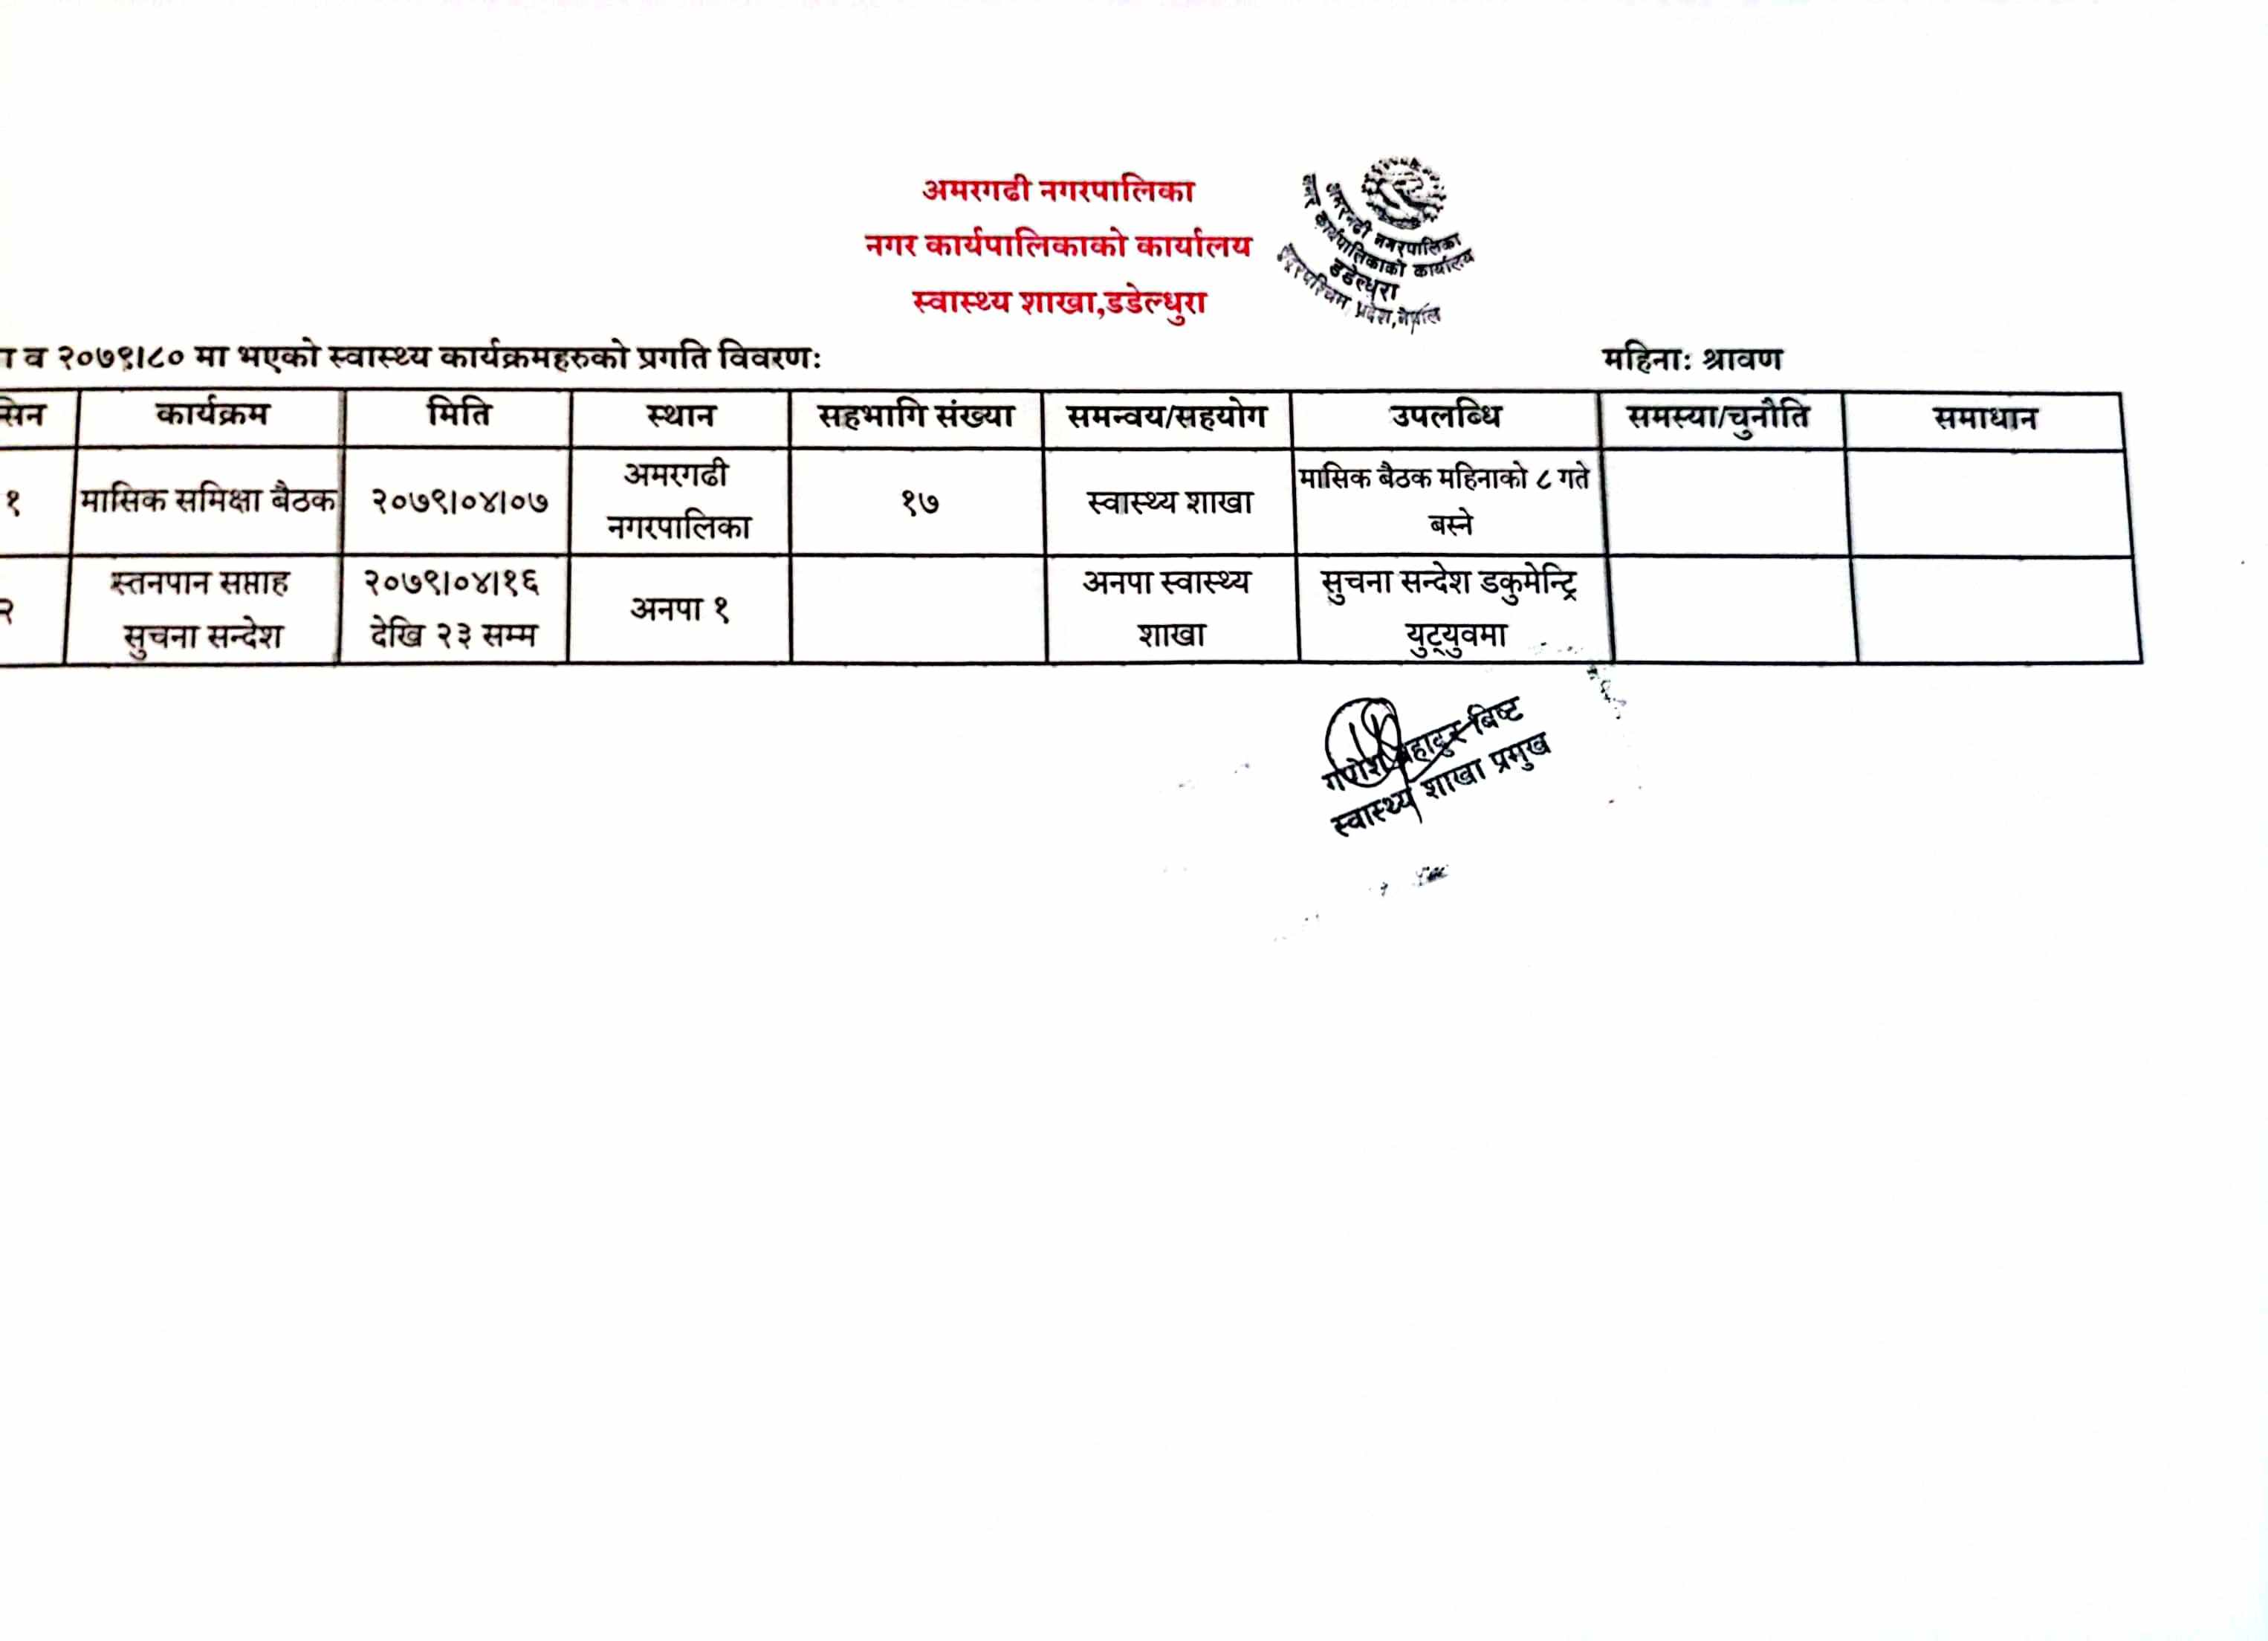 अमरगढी नगरपालिका
नगर कार्यपालिकाको कार्यालय
स्वास्थ्य शाखा,डडेल्धुरा
अमरगढी नगरपालिका
नगर कार्यपालिकाको कार्यालय
डडेल्धुरा
सुदूरपश्चिम प्रदेश,नेपाल
व २०७९।८० मा भएको स्वास्थ्य कार्यक्रमहरुको प्रगति विवरण:
महिना: श्रावण
सिन कार्यक्रम मिति स्थान सहभागि संख्या समन्वय/सहयोग उपलब्धि समस्या/चुनौति समाधान
१ मासिक समिक्षा बैठक २०७९।०४।०७ अमरगढी नगरपालिका १७ स्वास्थ्य शाखा मासिक बैठक महिनाको ८ गते बस्ने
२ स्तनपान सप्ताह सुचना सन्देश २०७९।०४।१६ देखि २३ सम्म अनपा १ अनपा स्वास्थ्य शाखा सुचना सन्देश डकुमेन्ट्रि युट्युवमा
गणेश बहादुर बिष्ट
स्वास्थ्य शाखा प्रमुख